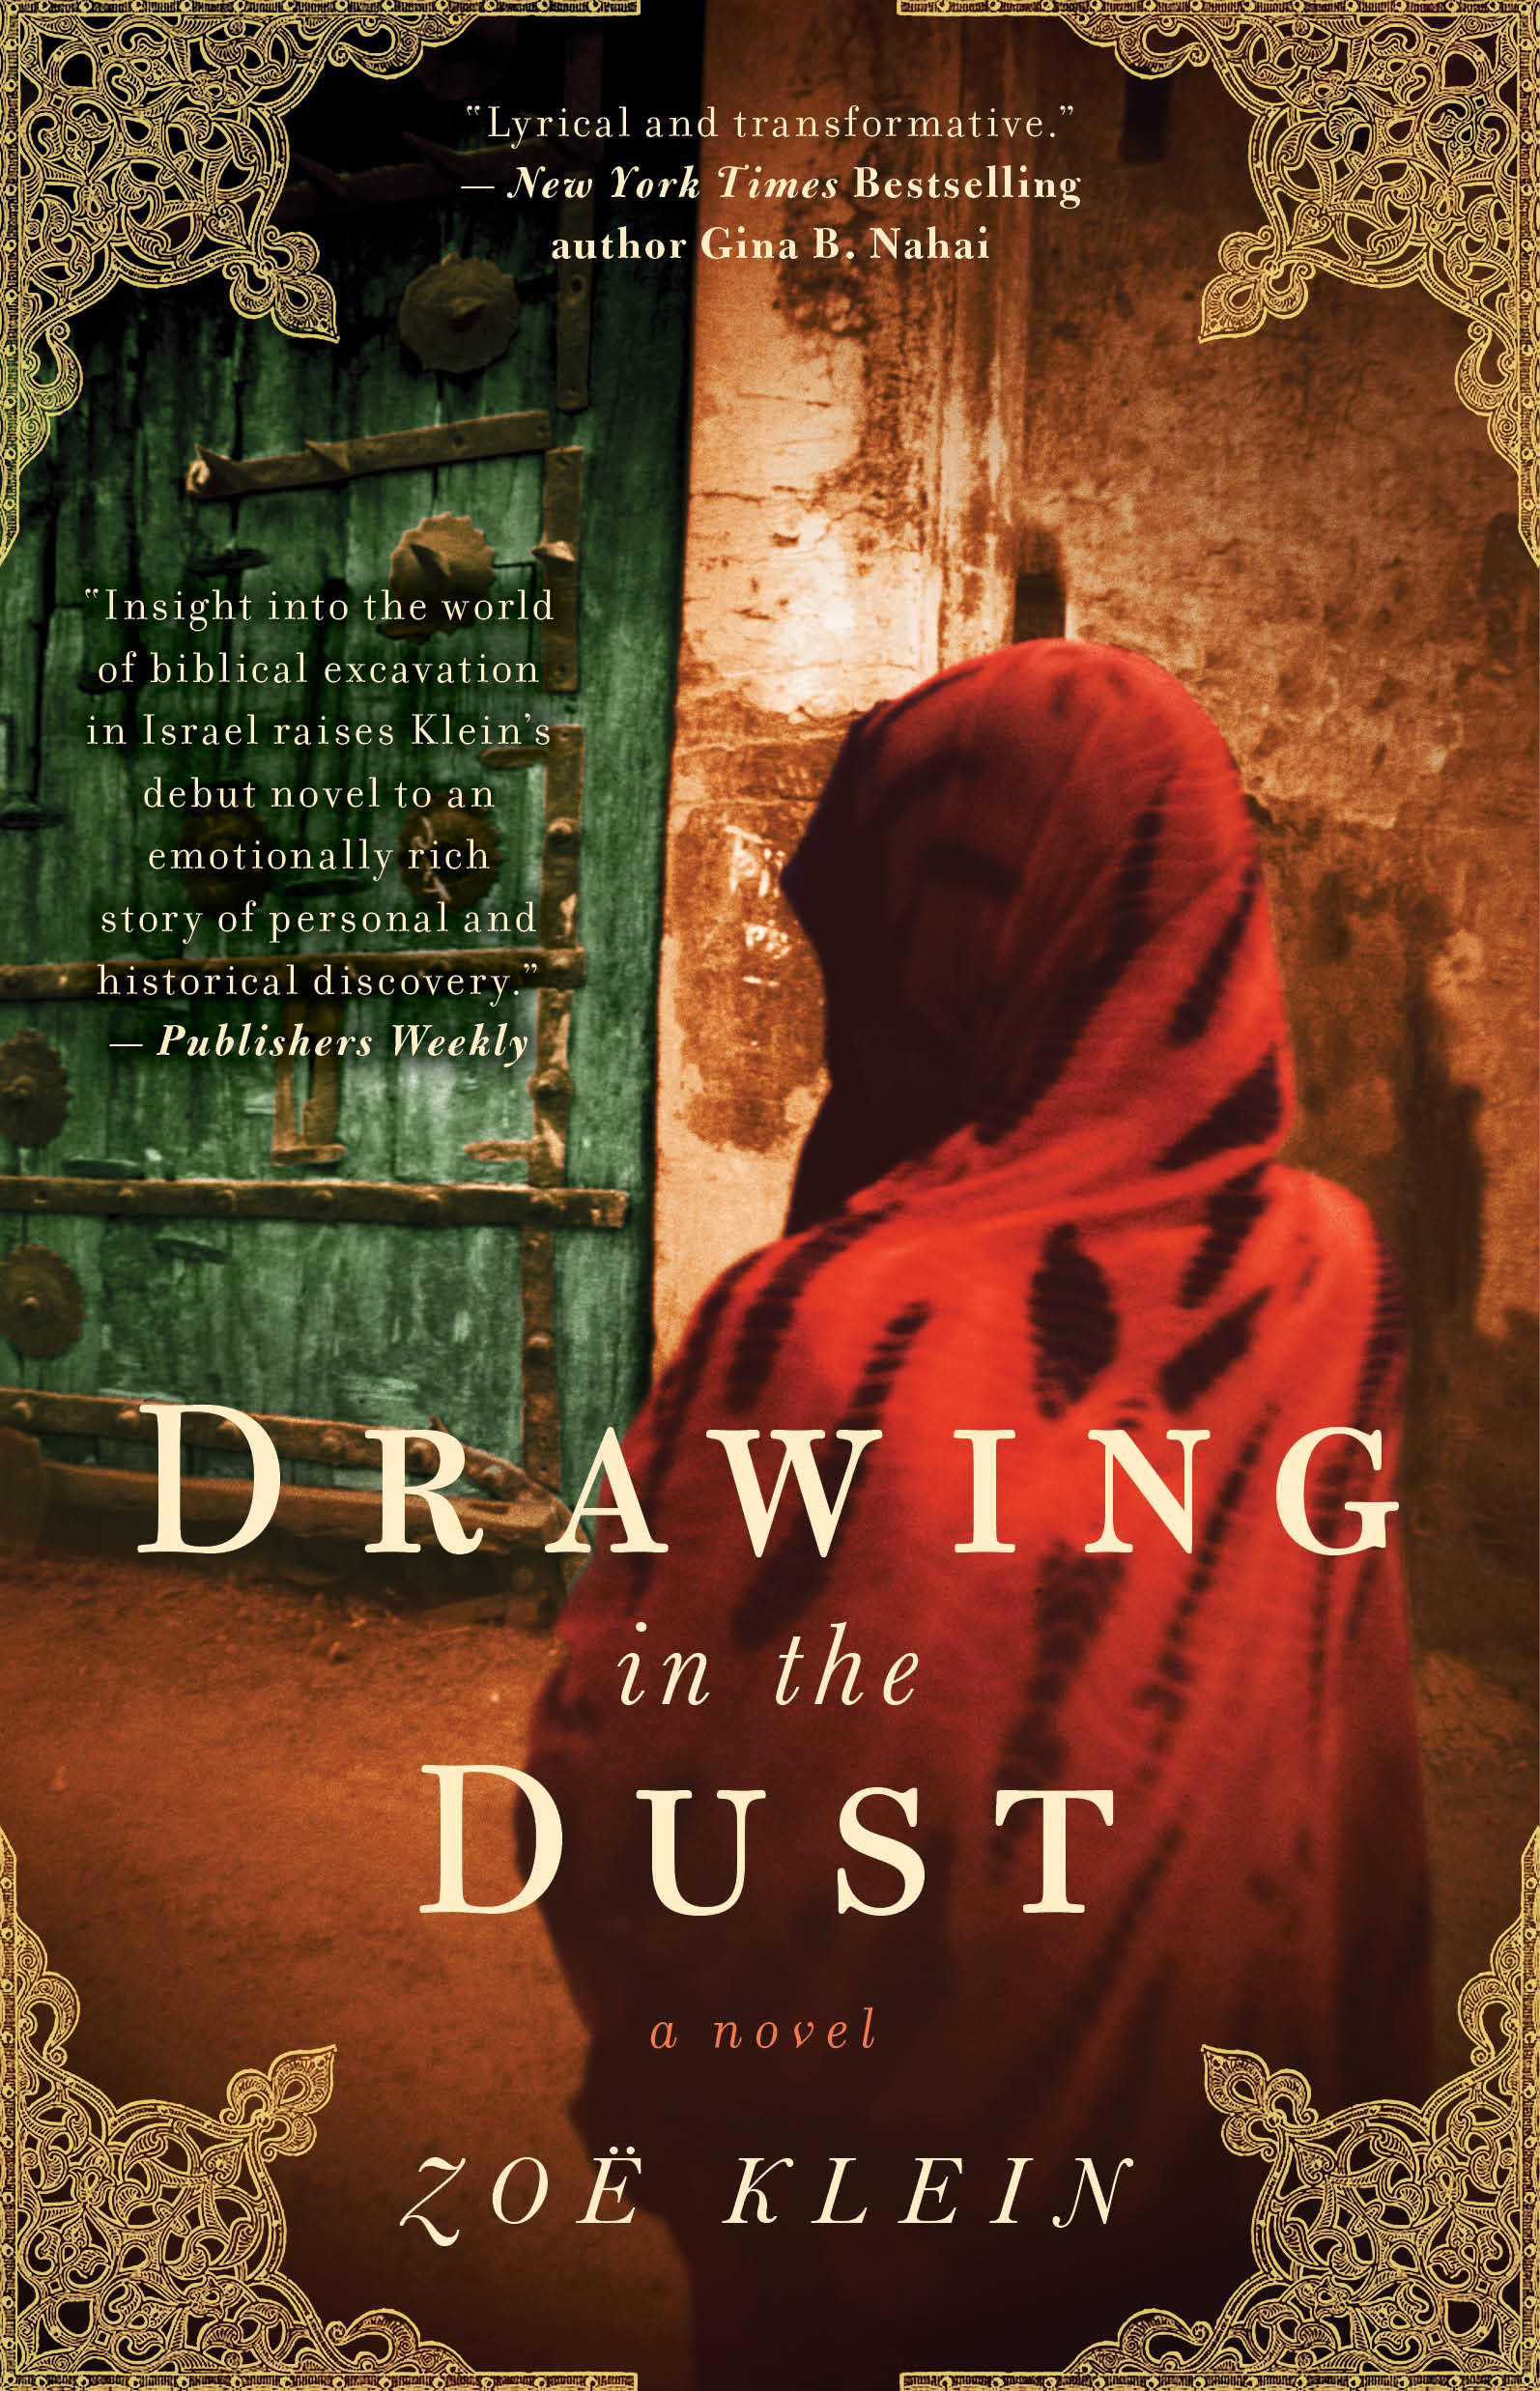 “Lyrical and transformative.”
— New York Times Bestselling
author Gina B. Nahai
“Insight into the world
of biblical excavation
in Israel raises Klein’s
debut novel to an
emotionally rich
story of personal and
historical discovery.”
— Publishers Weekly
DRAWING
in the
DUST
a novel
ZOË KLEIN